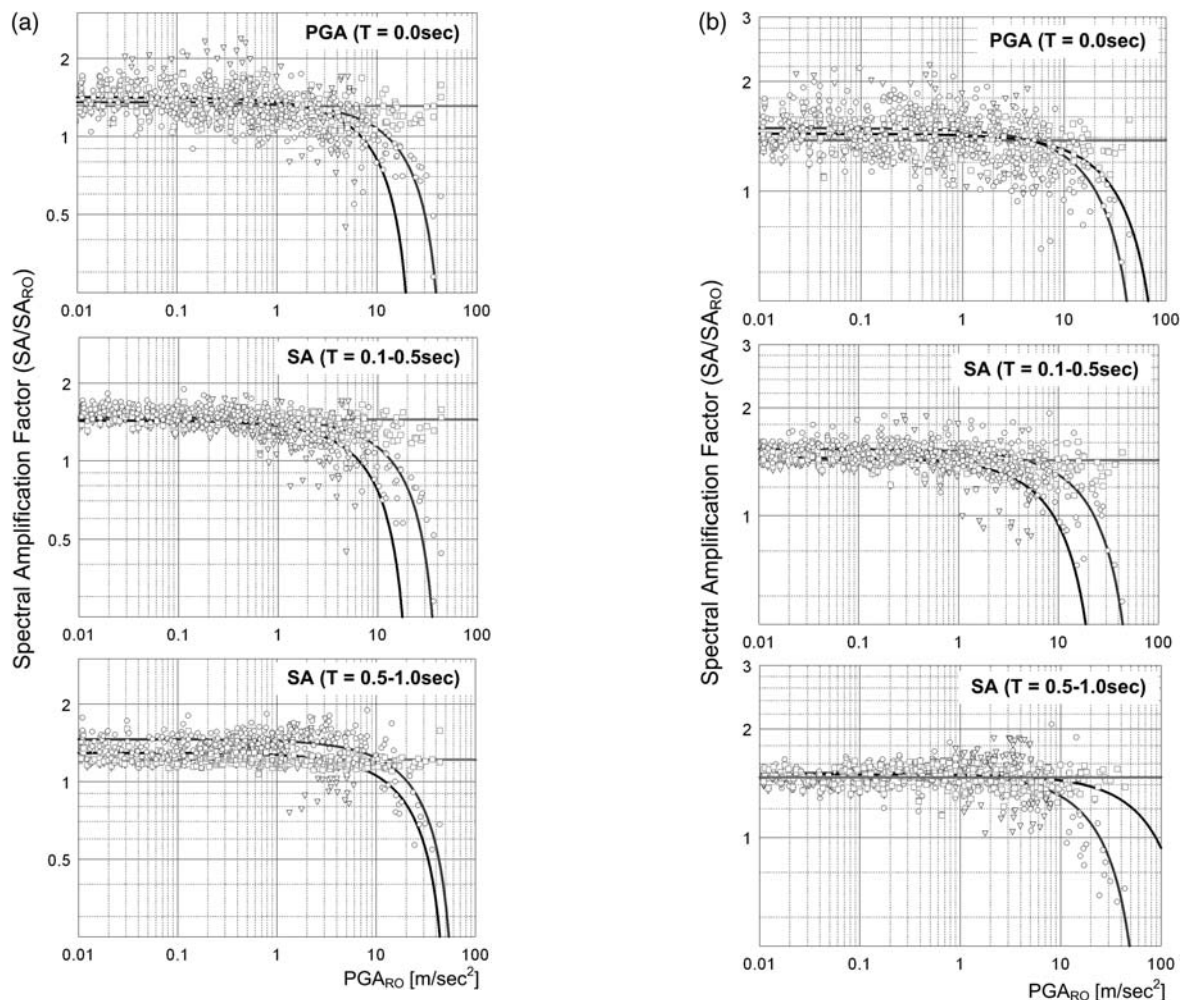 (a)
PGA (T = 0.0sec)
2
1
0.5
0.01 0.1 1 10 100
SA (T = 0.1-0.5sec)
2
1
0.5
0.01 0.1 1 10 100
SA (T = 0.5-1.0sec)
2
1
0.5
0.01 0.1 1 10 100
PGA_RO [m/sec²]
Spectral Amplification Factor (SA/SA_RO)
(b)
PGA (T = 0.0sec)
3
2
1
0.01 0.1 1 10 100
SA (T = 0.1-0.5sec)
3
2
1
0.01 0.1 1 10 100
SA (T = 0.5-1.0sec)
3
2
1
0.01 0.1 1 10 100
PGA_RO [m/sec²]
Spectral Amplification Factor (SA/SA_RO)